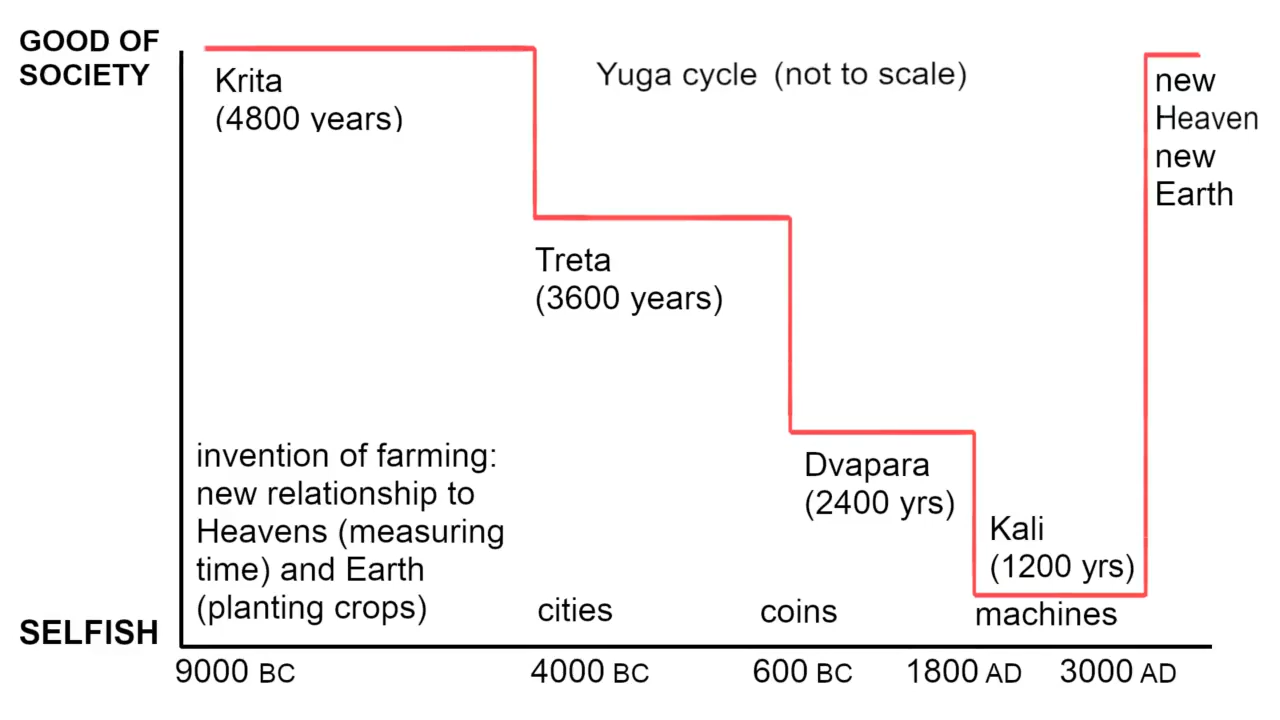 GOOD OF
SOCIETY
Krita
(4800 years)
Yuga cycle (not to scale)
new
Heaven
new
Earth
Treta
(3600 years)
invention of farming:
new relationship to
Heavens (measuring
time) and Earth
(planting crops)
Dvapara
(2400 yrs)
Kali
(1200 yrs)
cities
coins
machines
SELFISH
9000 BC
4000 BC
600 BC
1800 AD
3000 AD